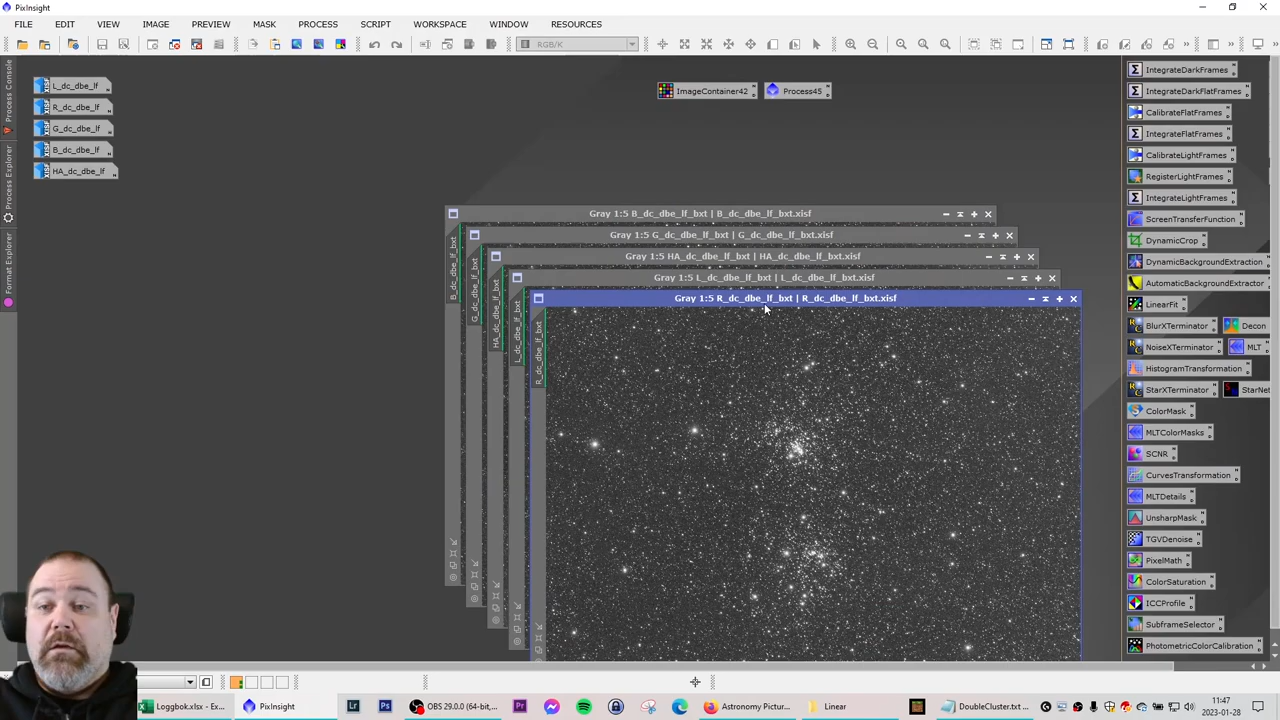 PixInsight
FILE EDIT VIEW IMAGE PREVIEW MASK PROCESS SCRIPT WORKSPACE WINDOW RESOURCES
RGB/K
Process Console
Process Explorer
Format Explorer
L_dc_dbe_lf
R_dc_dbe_lf
G_dc_dbe_lf
B_dc_dbe_lf
HA_dc_dbe_lf
ImageContainer42
Process45
Gray 1:5 B_dc_dbe_lf_bxt | B_dc_dbe_lf_bxt.xisf
Gray 1:5 G_dc_dbe_lf_bxt | G_dc_dbe_lf_bxt.xisf
Gray 1:5 HA_dc_dbe_lf_bxt | HA_dc_dbe_lf_bxt.xisf
Gray 1:5 L_dc_dbe_lf_bxt | L_dc_dbe_lf_bxt.xisf
Gray 1:5 R_dc_dbe_lf_bxt | R_dc_dbe_lf_bxt.xisf
B_dc_dbe_lf_bxt
G_dc_dbe_lf_bxt
HA_dc_dbe_lf_bxt
L_dc_dbe_lf_bxt
R_dc_dbe_lf_bxt
IntegrateDarkFrames
IntegrateDarkFlatFrames
CalibrateFlatFrames
IntegrateFlatFrames
CalibrateLightFrames
RegisterLightFrames
IntegrateLightFrames
ScreenTransferFunction
DynamicCrop
DynamicBackgroundExtraction
AutomaticBackgroundExtractor
LinearFit
BlurXTerminator Decon
NoiseXTerminator MLT
HistogramTransformation
StarXTerminator StarNet
ColorMask
MLTColorMasks
SCNR
CurvesTransformation
MLTDetails
UnsharpMask
TGVDenoise
PixelMath
ColorSaturation
ICCProfile
SubframeSelector
PhotometricColorCalibration
Loggbok.xlsx - Ex... PixInsight OBS 29.0.0 (64-bit,... Astronomy Pictur... Linear DoubleCluster.txt ...
11:47
2023-01-28